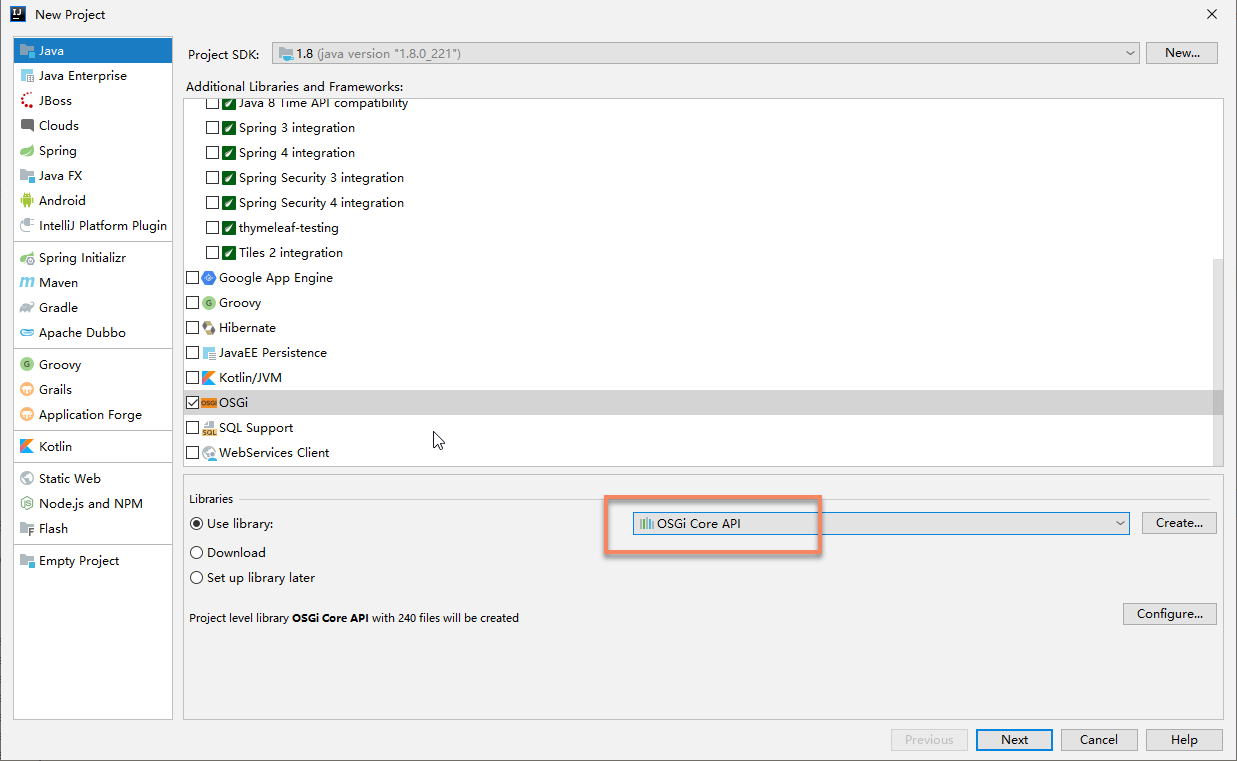 New Project
Java
Java Enterprise
JBoss
Clouds
Spring
Java FX
Android
IntelliJ Platform Plugin
Spring Initializr
Maven
Gradle
Apache Dubbo
Groovy
Grails
Application Forge
Kotlin
Static Web
Node.js and NPM
Flash
Empty Project
Project SDK: 1.8 (java version "1.8.0_221") New...
Additional Libraries and Frameworks:
Java 8 Time API compatibility
Spring 3 integration
Spring 4 integration
Spring Security 3 integration
Spring Security 4 integration
thymeleaf-testing
Tiles 2 integration
Google App Engine
Groovy
Hibernate
JavaEE Persistence
Kotlin/JVM
OSGi
SQL Support
WebServices Client
Libraries
Use library: OSGi Core API Create...
Download
Set up library later
Project level library OSGi Core API with 240 files will be created Configure...
Previous Next Cancel Help